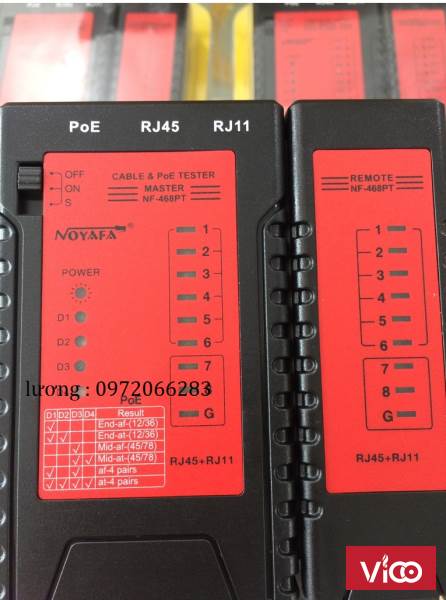 PoE RJ45 RJ11
OFF
ON
S
CABLE & PoE TESTER
MASTER
NF-468PT
NOYAFA®
POWER
D1
D2
D3
1
2
3
4
5
6
7
8
G
lương : 0972066283
PoE
D1 D2 D3 D4 Result
✓ End-af-(12/36)
✓ ✓ End-at-(12/36)
✓ Mid-af-(45/78)
✓ ✓ Mid-at-(45/78)
af-4 pairs
✓ ✓ ✓ ✓ at-4 pairs
RJ45+RJ11
REMOTE
NF-468PT
1
2
3
4
5
6
7
8
G
RJ45+RJ11
VICO